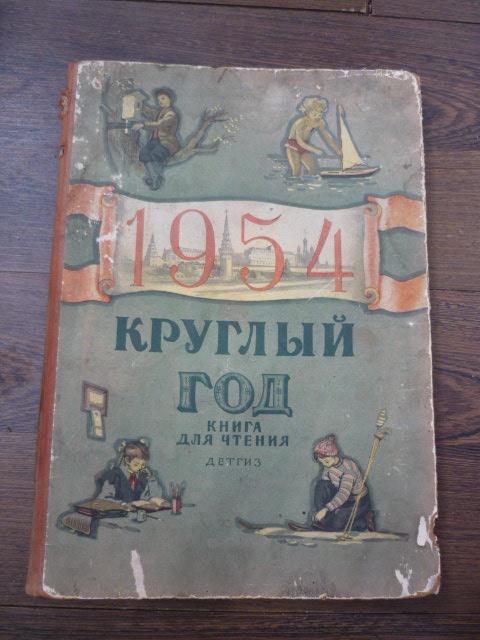 1954
КРУГЛЫЙ
ГОД
КНИГА
ДЛЯ ЧТЕНИЯ
ДЕТГИЗ